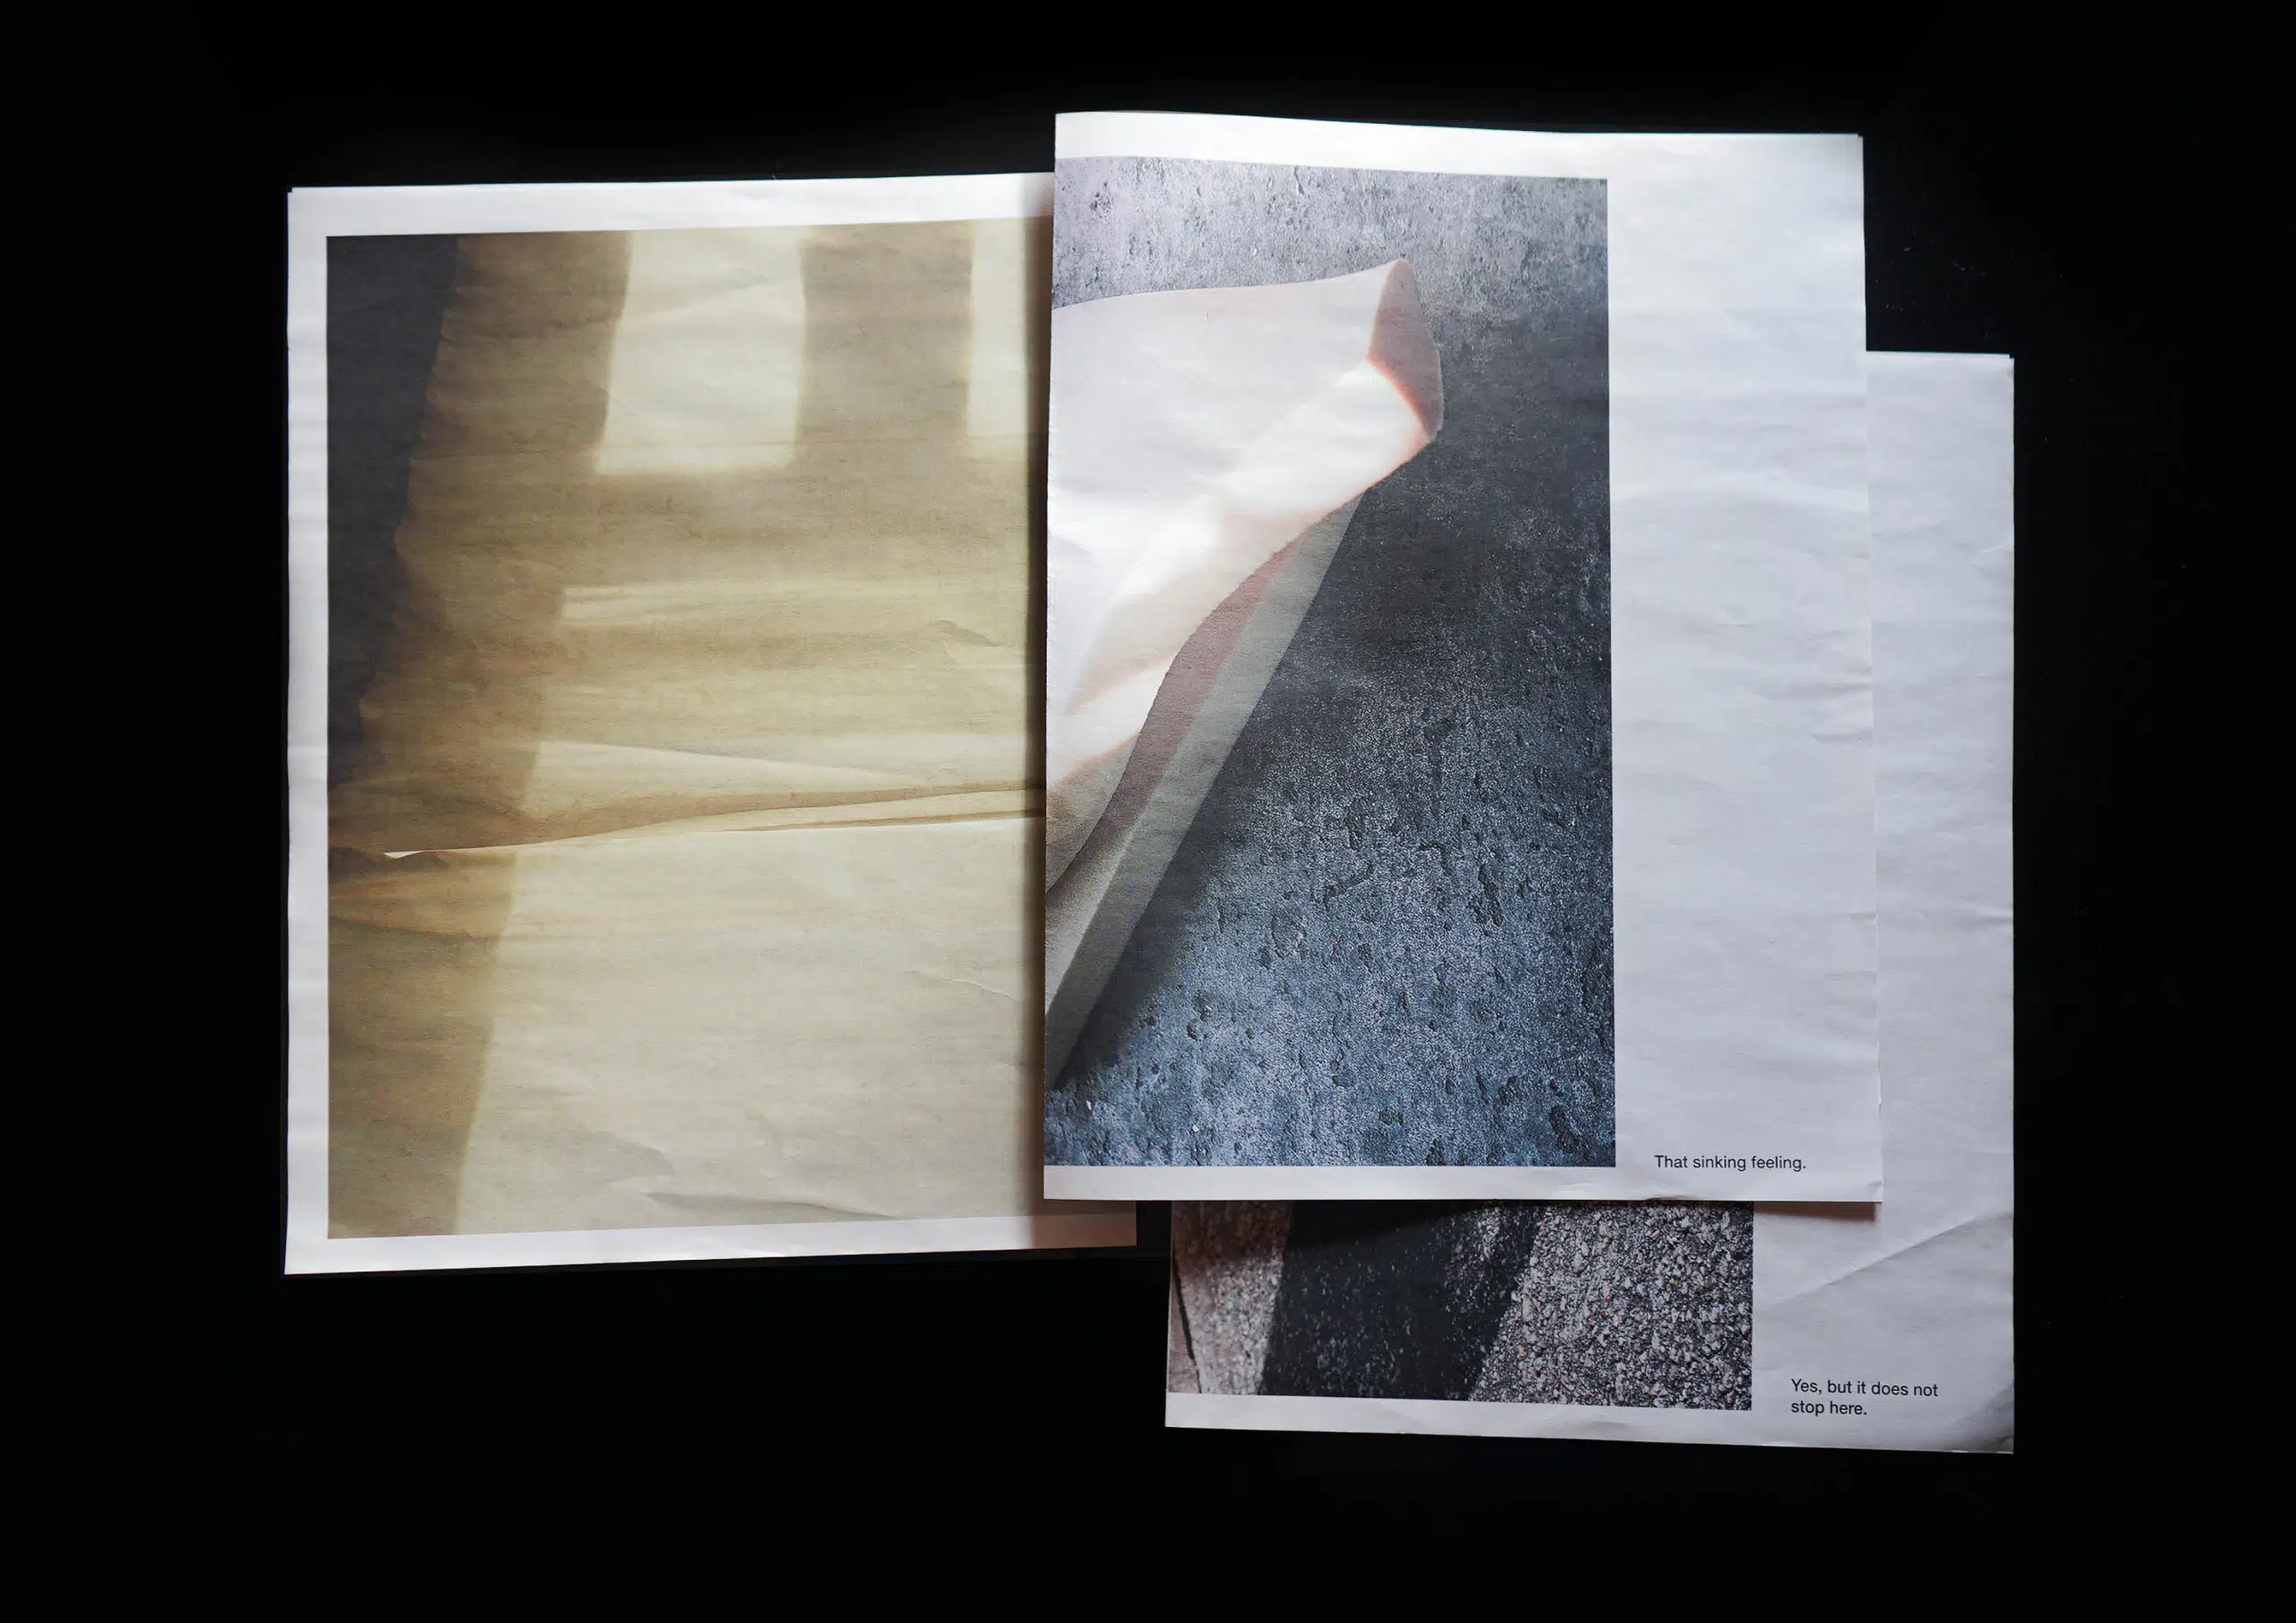 That sinking feeling.
Yes, but it does not
stop here.